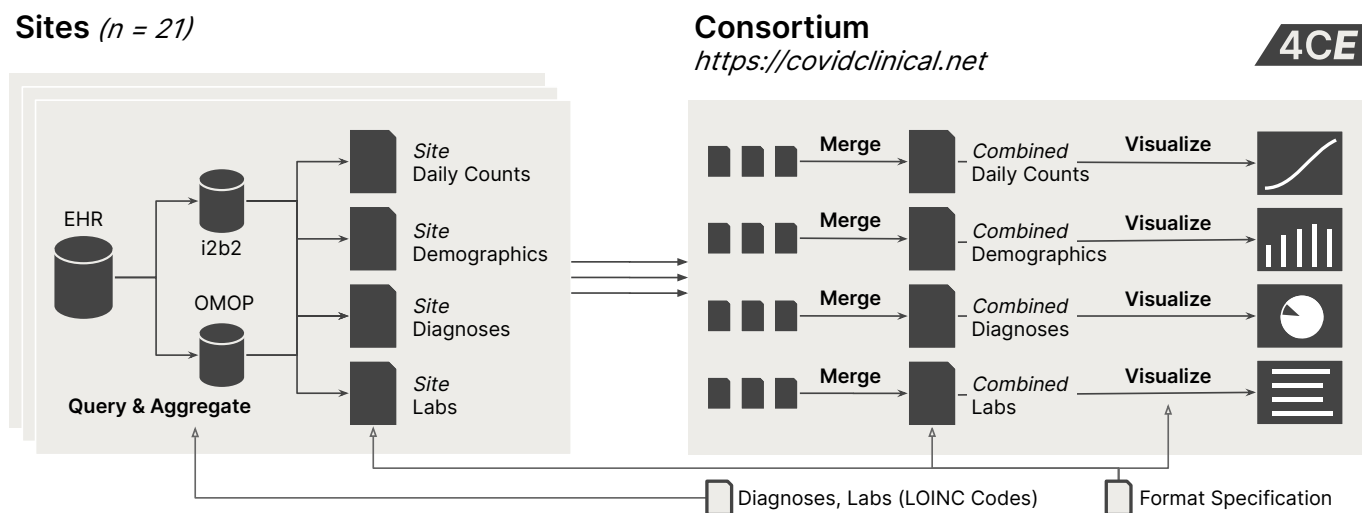 Sites (n = 21)
Consortium
https://covidclinical.net
4CE
EHR
i2b2
OMOP
Query & Aggregate
Site
Daily Counts
Site
Demographics
Site
Diagnoses
Site
Labs
Merge
Combined
Daily Counts
Visualize
Merge
Combined
Demographics
Visualize
Merge
Combined
Diagnoses
Visualize
Merge
Combined
Labs
Visualize
Diagnoses, Labs (LOINC Codes)
Format Specification